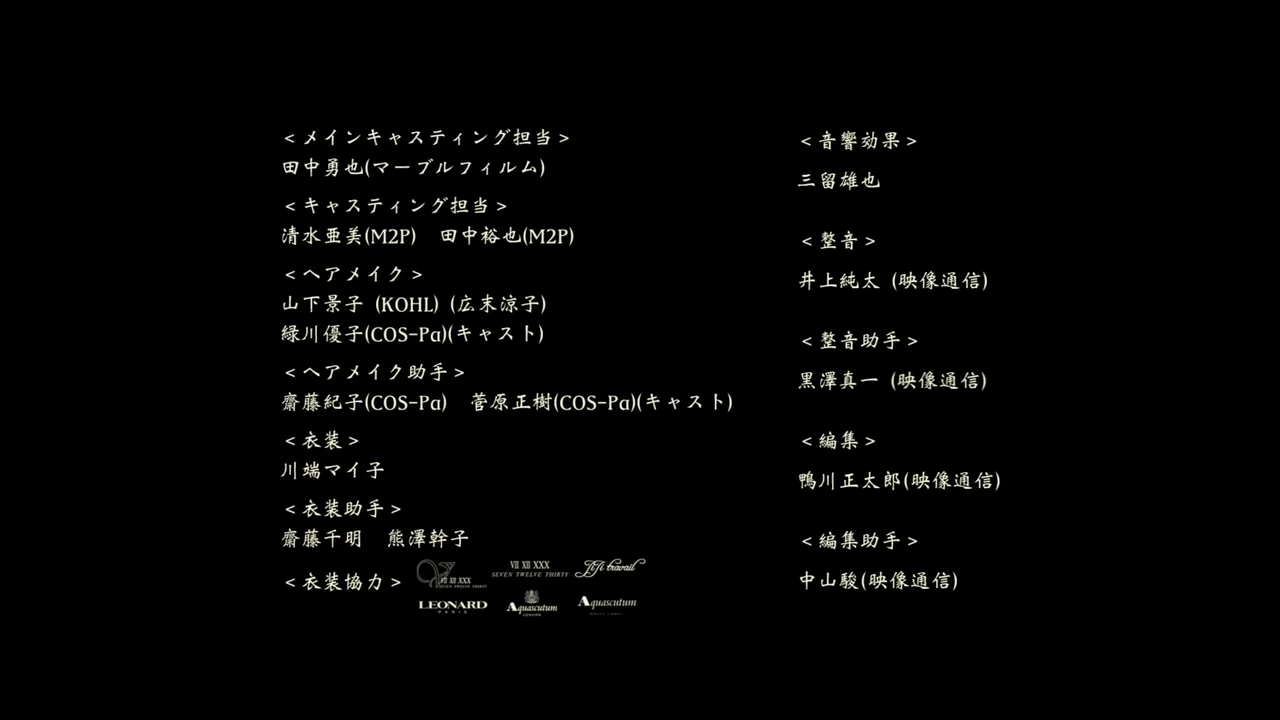 ＜メインキャスティング担当＞
田中勇也(マーブルフィルム)
＜キャスティング担当＞
清水亜美(M2P)　田中裕也(M2P)
＜ヘアメイク＞
山下景子 (KOHL) (広末涼子)
緑川優子(COS-Pa)(キャスト)
＜ヘアメイク助手＞
齋藤紀子(COS-Pa)　菅原正樹(COS-Pa)(キャスト)
＜衣装＞
川端マイ子
＜衣装助手＞
齋藤千明　熊澤幹子
＜衣装協力＞
VII XII XXX
SEVEN TWELVE THIRTY
VII XII XXX
SEVEN TWELVE THIRTY
travail
LEONARD
PARIS
Aquascutum
LONDON
Aquascutum
＜音響効果＞
三留雄也
＜整音＞
井上純太 (映像通信)
＜整音助手＞
黒澤真一 (映像通信)
＜編集＞
鴨川正太郎(映像通信)
＜編集助手＞
中山駿(映像通信)